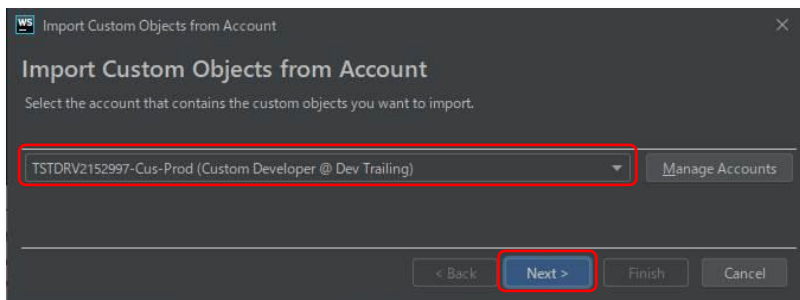 WS Import Custom Objects from Account
Import Custom Objects from Account
Select the account that contains the custom objects you want to import.
TSTDRV2152997-Cus-Prod (Custom Developer @ Dev Trailing) Manage Accounts
< Back Next > Finish Cancel